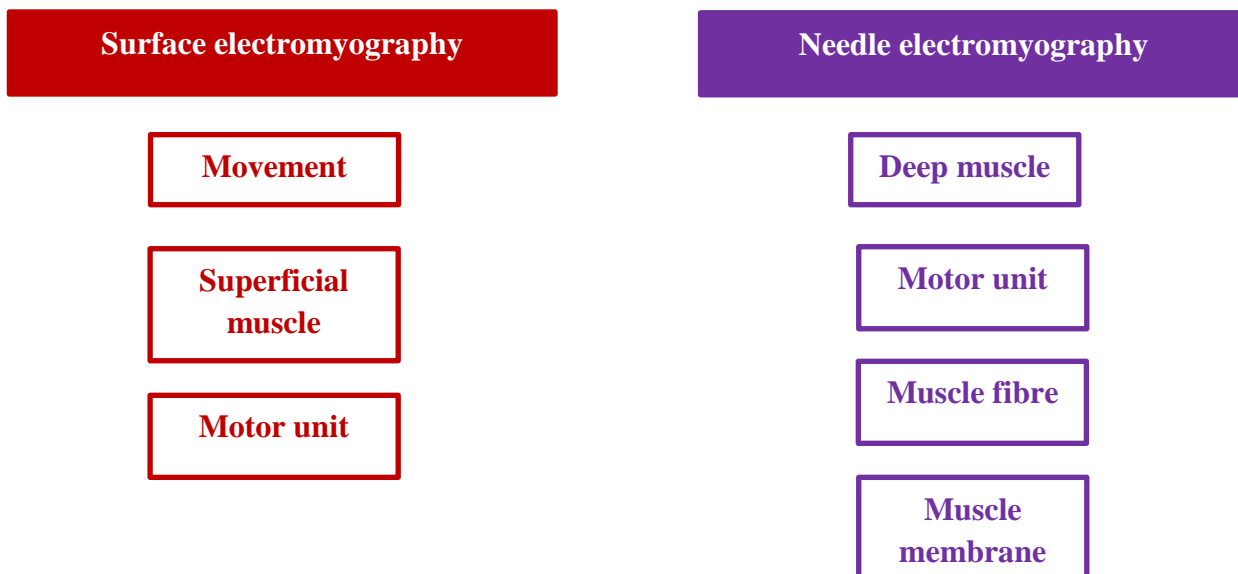 Surface electromyography
Movement
Superficial
muscle
Motor unit
Needle electromyography
Deep muscle
Motor unit
Muscle fibre
Muscle
membrane